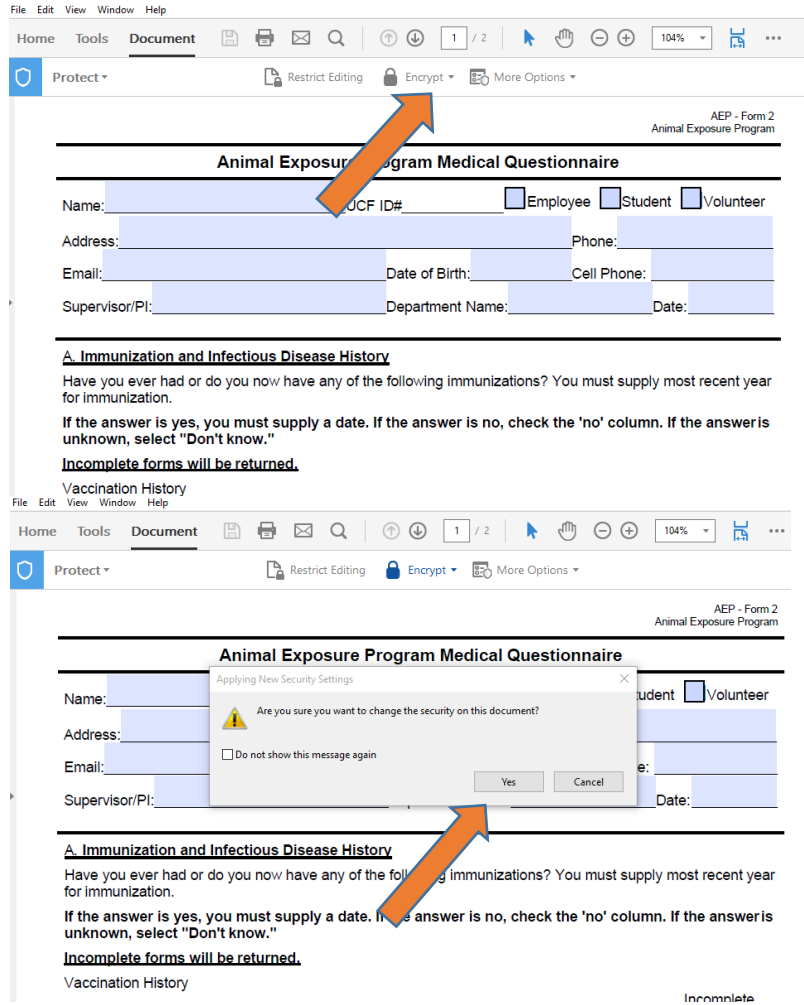 File Edit View Window Help
Home Tools Document 1 / 2 104%
Protect Restrict Editing Encrypt More Options
AEP - Form 2
Animal Exposure Program
Animal Exposure Program Medical Questionnaire
Name: UCF ID# Employee Student Volunteer
Address: Phone:
Email: Date of Birth: Cell Phone:
Supervisor/PI: Department Name: Date:
A. Immunization and Infectious Disease History
Have you ever had or do you now have any of the following immunizations? You must supply most recent year
for immunization.
If the answer is yes, you must supply a date. If the answer is no, check the 'no' column. If the answer is
unknown, select "Don't know."
Incomplete forms will be returned.
Vaccination History
File Edit View Window Help
Home Tools Document 1 / 2 104%
Protect Restrict Editing Encrypt More Options
AEP - Form 2
Animal Exposure Program
Animal Exposure Program Medical Questionnaire
Applying New Security Settings
Name: Volunteer
Are you sure you want to change the security on this document?
Address:
Do not show this message again
Email:
Yes Cancel
Supervisor/PI: Date:
A. Immunization and Infectious Disease History
Have you ever had or do you now have any of the immunizations? You must supply most recent year
for immunization.
If the answer is yes, you must supply a date. If the answer is no, check the 'no' column. If the answer is
unknown, select "Don't know."
Incomplete forms will be returned.
Vaccination History
Incomplete